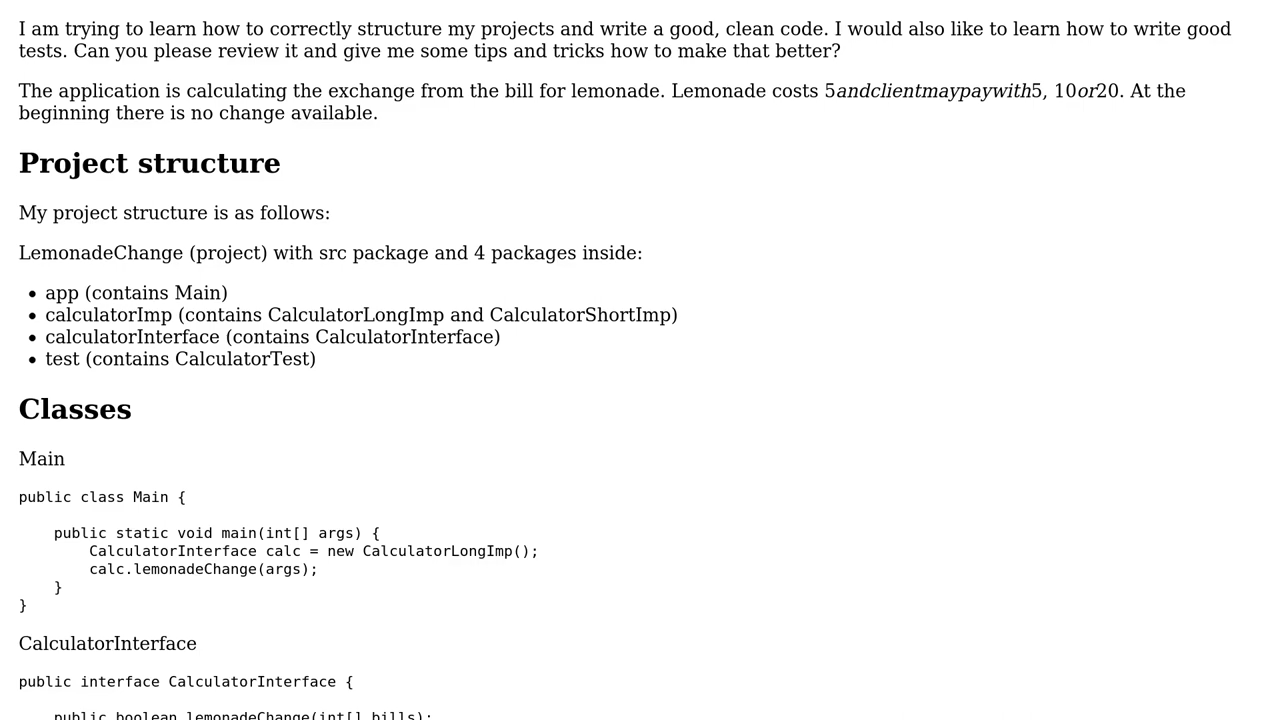 I am trying to learn how to correctly structure my projects and write a good, clean code. I would also like to learn how to write good
tests. Can you please review it and give me some tips and tricks how to make that better?
The application is calculating the exchange from the bill for lemonade. Lemonade costs 5andclientmaypaywith5, 10or20. At the
beginning there is no change available.
Project structure
My project structure is as follows:
LemonadeChange (project) with src package and 4 packages inside:
• app (contains Main)
• calculatorImp (contains CalculatorLongImp and CalculatorShortImp)
• calculatorInterface (contains CalculatorInterface)
• test (contains CalculatorTest)
Classes
Main
public class Main {
    public static void main(int[] args) {
        CalculatorInterface calc = new CalculatorLongImp();
        calc.lemonadeChange(args);
    }
}
CalculatorInterface
public interface CalculatorInterface {
    public boolean lemonadeChange(int[] bills);